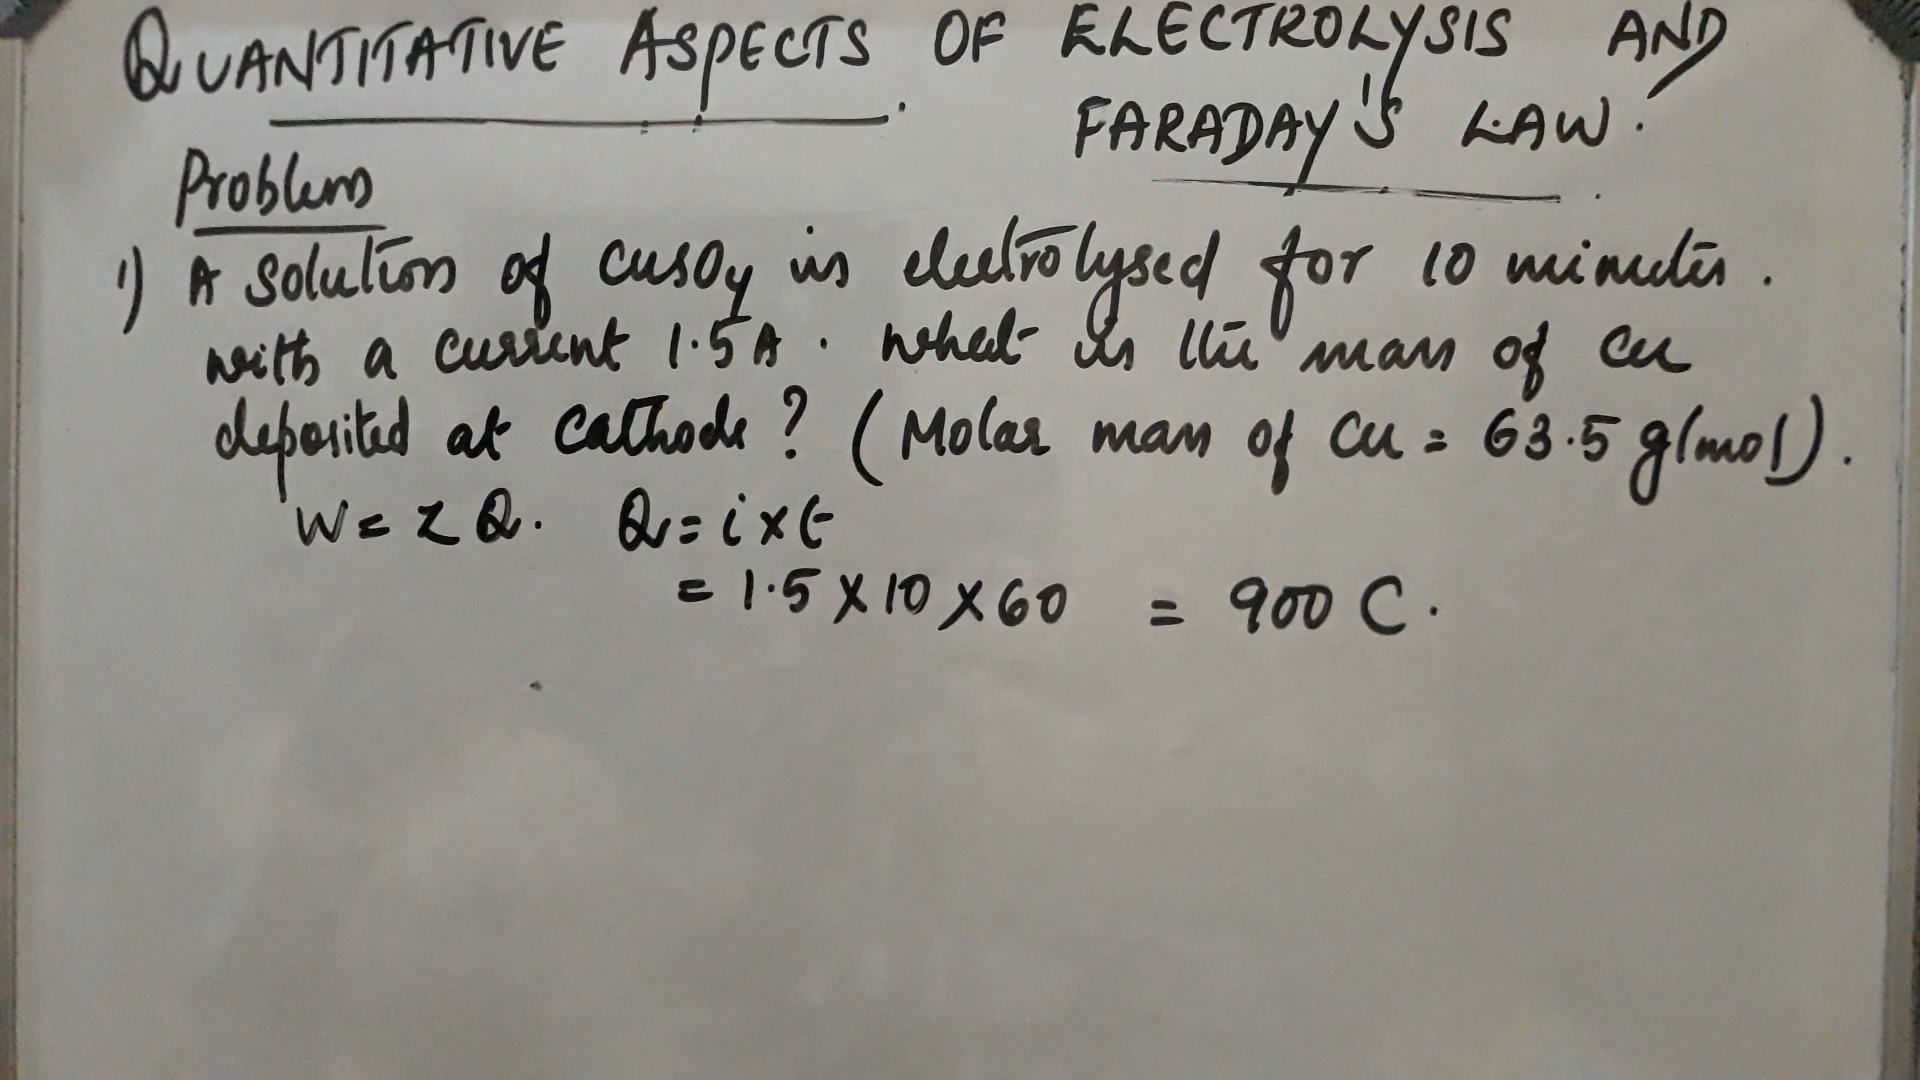 QUANTITATIVE ASPECTS OF ELECTROLYSIS AND
FARADAY'S LAW.
Problems
1) A solution of CuSO4 is electrolysed for 10 minutes.
with a current 1.5A. what is the mass of Cu
deposited at cathode? (Molar mass of Cu = 63.5 g/mol).
W = Z Q. Q = i x t
= 1.5 X 10 X 60 = 900 C.